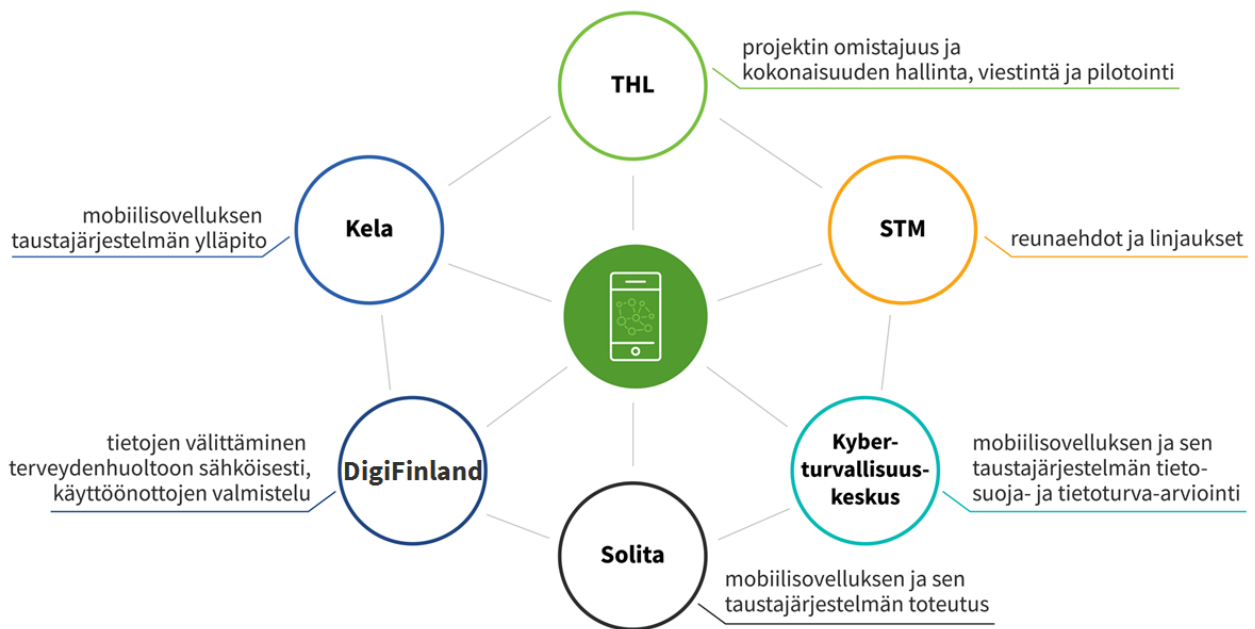 THL
projektin omistajuus ja
kokonaisuuden hallinta, viestintä ja pilotointi
Kela
mobiilisovelluksen
taustajärjestelmän ylläpito
STM
reunaehdot ja linjaukset
DigiFinland
tietojen välittäminen
terveydenhuoltoon sähköisesti,
käyttöönottojen valmistelu
Kyber-
turvallisuus-
keskus
mobiilisovelluksen ja sen
taustajärjestelmän tieto-
suoja- ja tietoturva-arviointi
Solita
mobiilisovelluksen ja sen
taustajärjestelmän toteutus